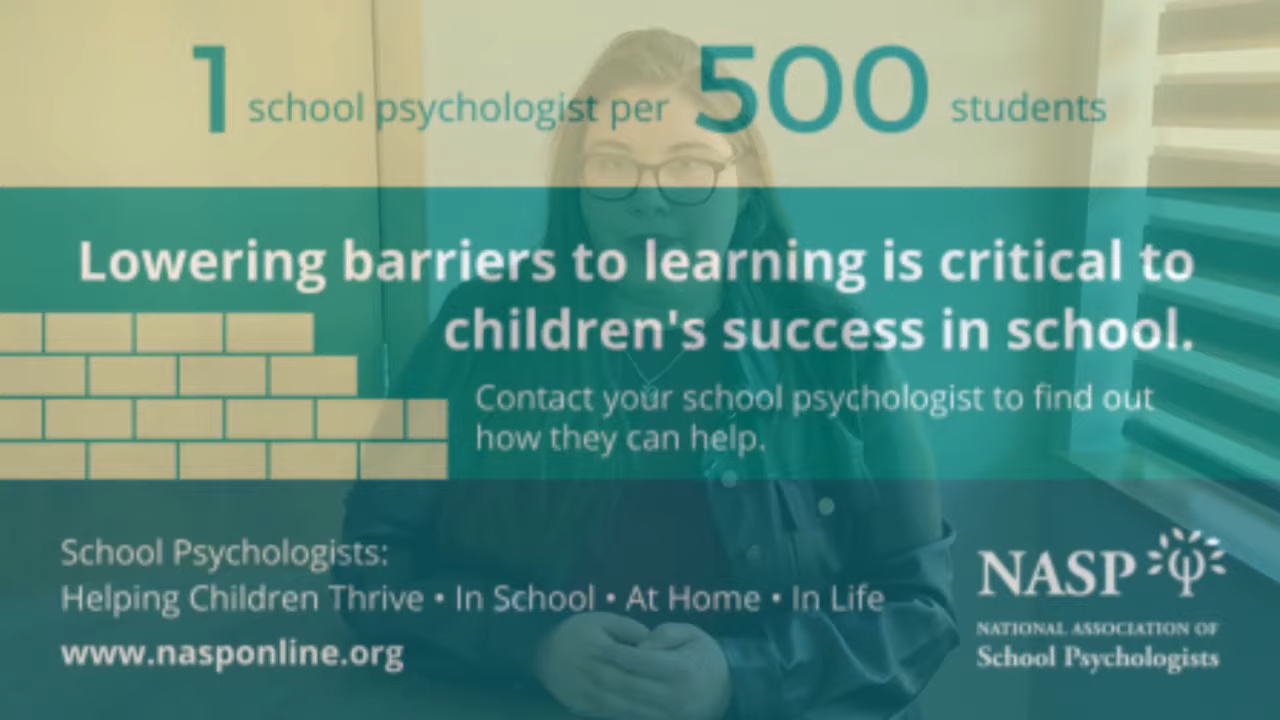 1 school psychologist per 500 students
Lowering barriers to learning is critical to
children's success in school.
Contact your school psychologist to find out
how they can help.
School Psychologists:
Helping Children Thrive • In School • At Home • In Life
www.nasponline.org
NASP
NATIONAL ASSOCIATION OF
School Psychologists